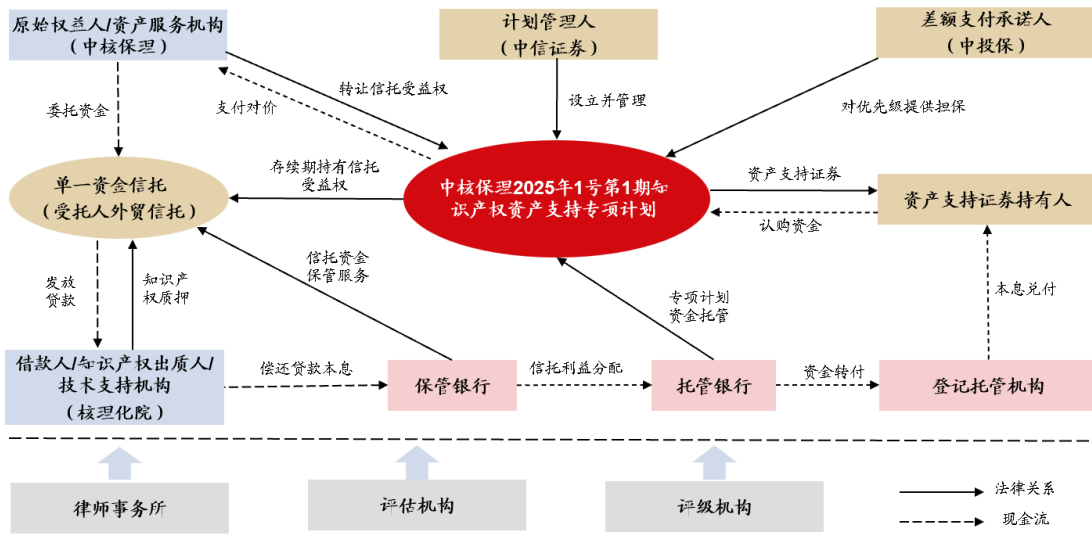 原始权益人/资产服务机构
（中核保理）
计划管理人
（中信证券）
差额支付承诺人
（中投保）
委托资金
支付对价
转让信托受益权
设立并管理
对优先级提供担保
单一资金信托
（受托人外贸信托）
存续期持有信托
受益权
中核保理2025年1号第1期知
识产权资产支持专项计划
资产支持证券
认购资金
资产支持证券持有人
发放
贷款
知识产
权质押
信托资金
保管服务
专项计划
资金托管
本息兑付
借款人/知识产权出质人/
技术支持机构
（核理化院）
偿还贷款本息
保管银行
信托利益分配
托管银行
资金转付
登记托管机构
律师事务所
评估机构
评级机构
法律关系
现金流